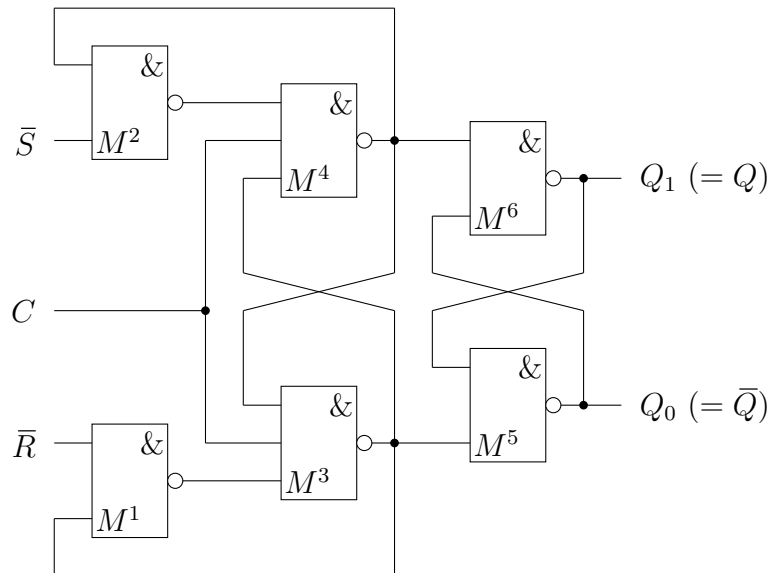 &
M²
S̄
&
M⁴
&
M⁶
Q₁ (= Q)
C
&
M³
&
M⁵
Q₀ (= Q̅)
R̅
&
M¹